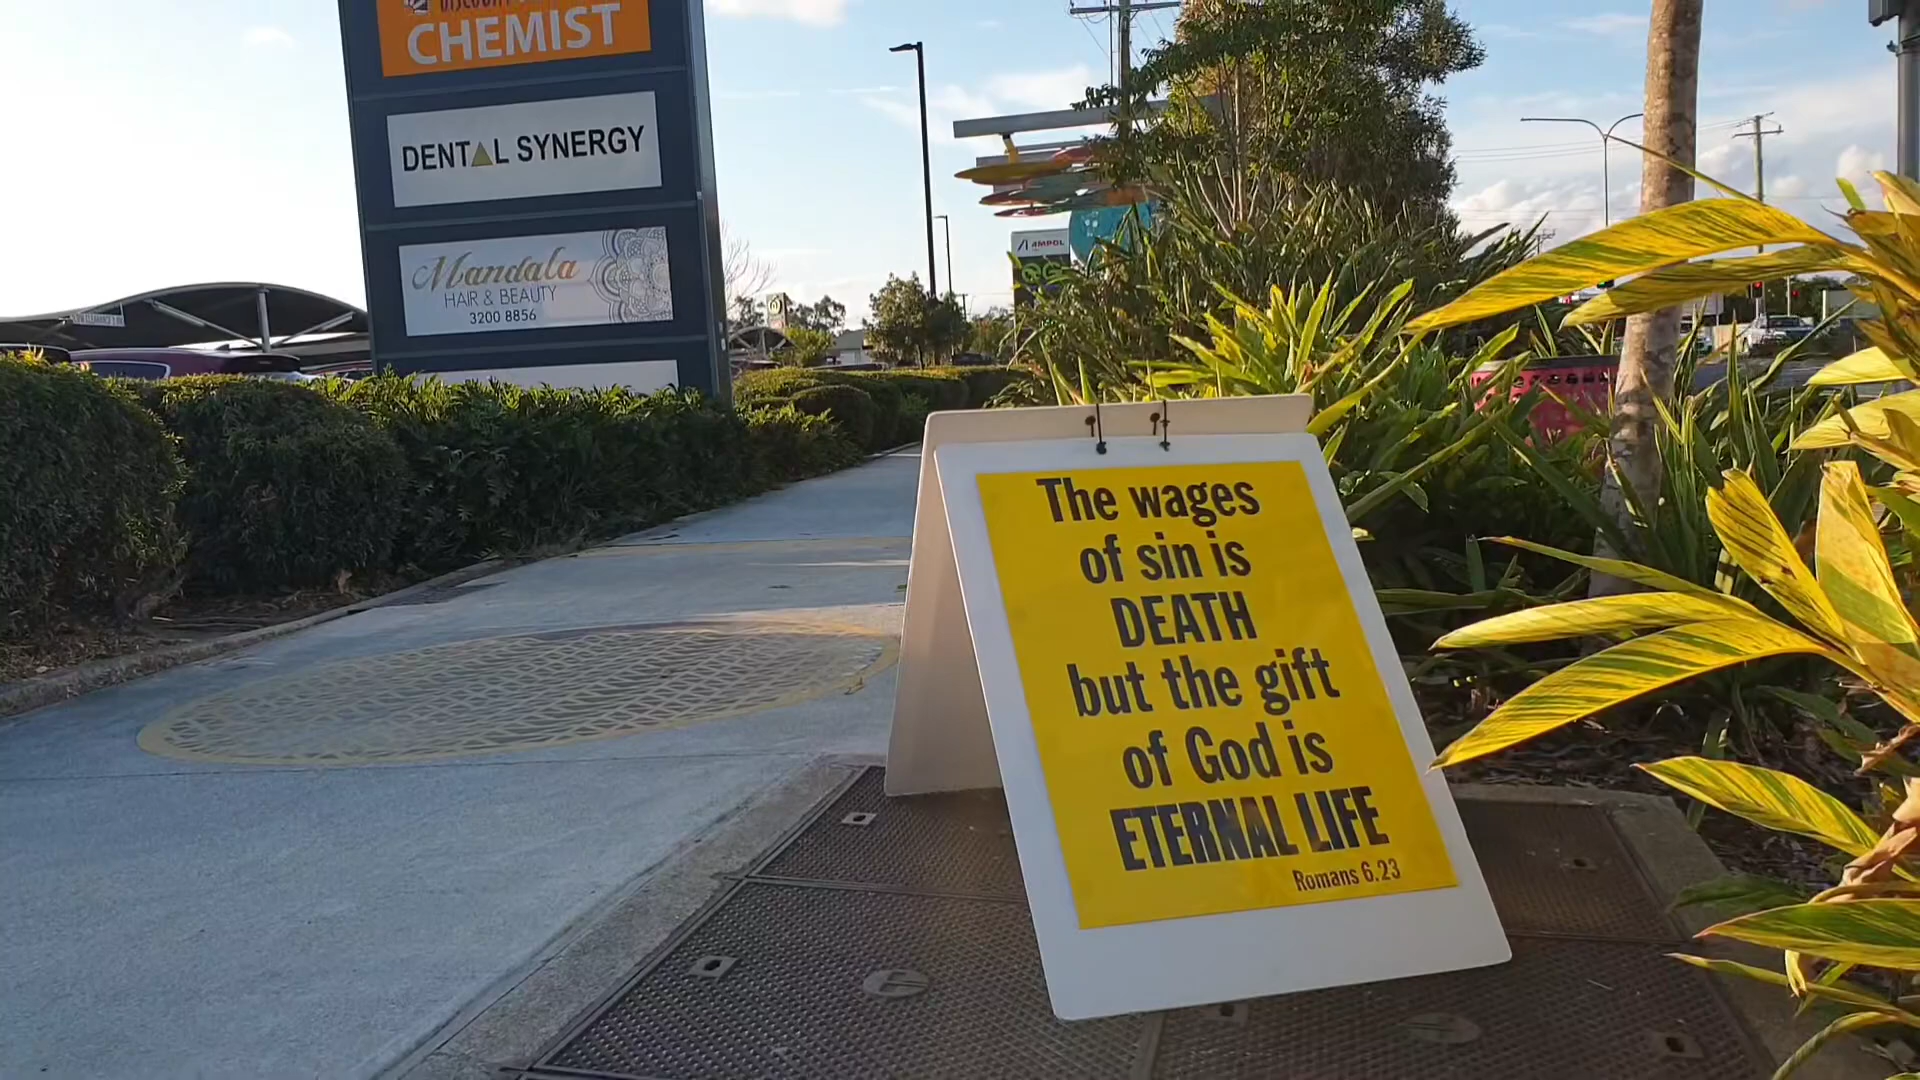 CHEMIST
DENTAL SYNERGY
Mandala
HAIR & BEAUTY
3200 8856
AMPOL
The wages
of sin is
DEATH
but the gift
of God is
ETERNAL LIFE
Romans 6.23